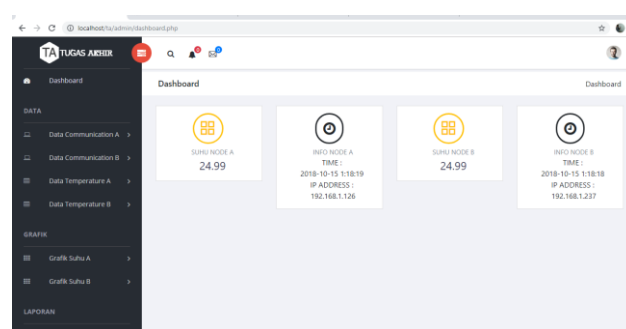 localhost/ta/admin/dashboard.php
TA TUGAS AKHIR
Dashboard
DATA
Data Communication A
Data Communication B
Data Temperature A
Data Temperature B
GRAFIK
Grafik Suhu A
Grafik Suhu B
LAPORAN
Dashboard
Dashboard
SUHU NODE A
24.99
INFO NODE A
TIME :
2018-10-15 1:18:19
IP ADDRESS :
192.168.1.126
SUHU NODE B
24.99
INFO NODE B
TIME :
2018-10-15 1:18:18
IP ADDRESS :
192.168.1.237